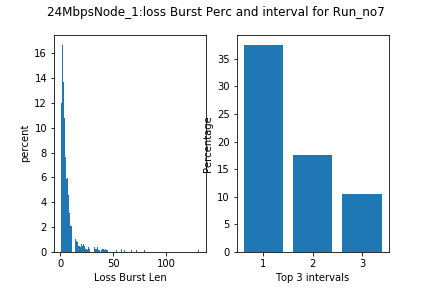 24MbpsNode_1:loss Burst Perc and interval for Run_no7
percent
16
14
12
10
8
6
4
2
0
0 50 100
Loss Burst Len
Percentage
35
30
25
20
15
10
5
0
1 2 3
Top 3 intervals